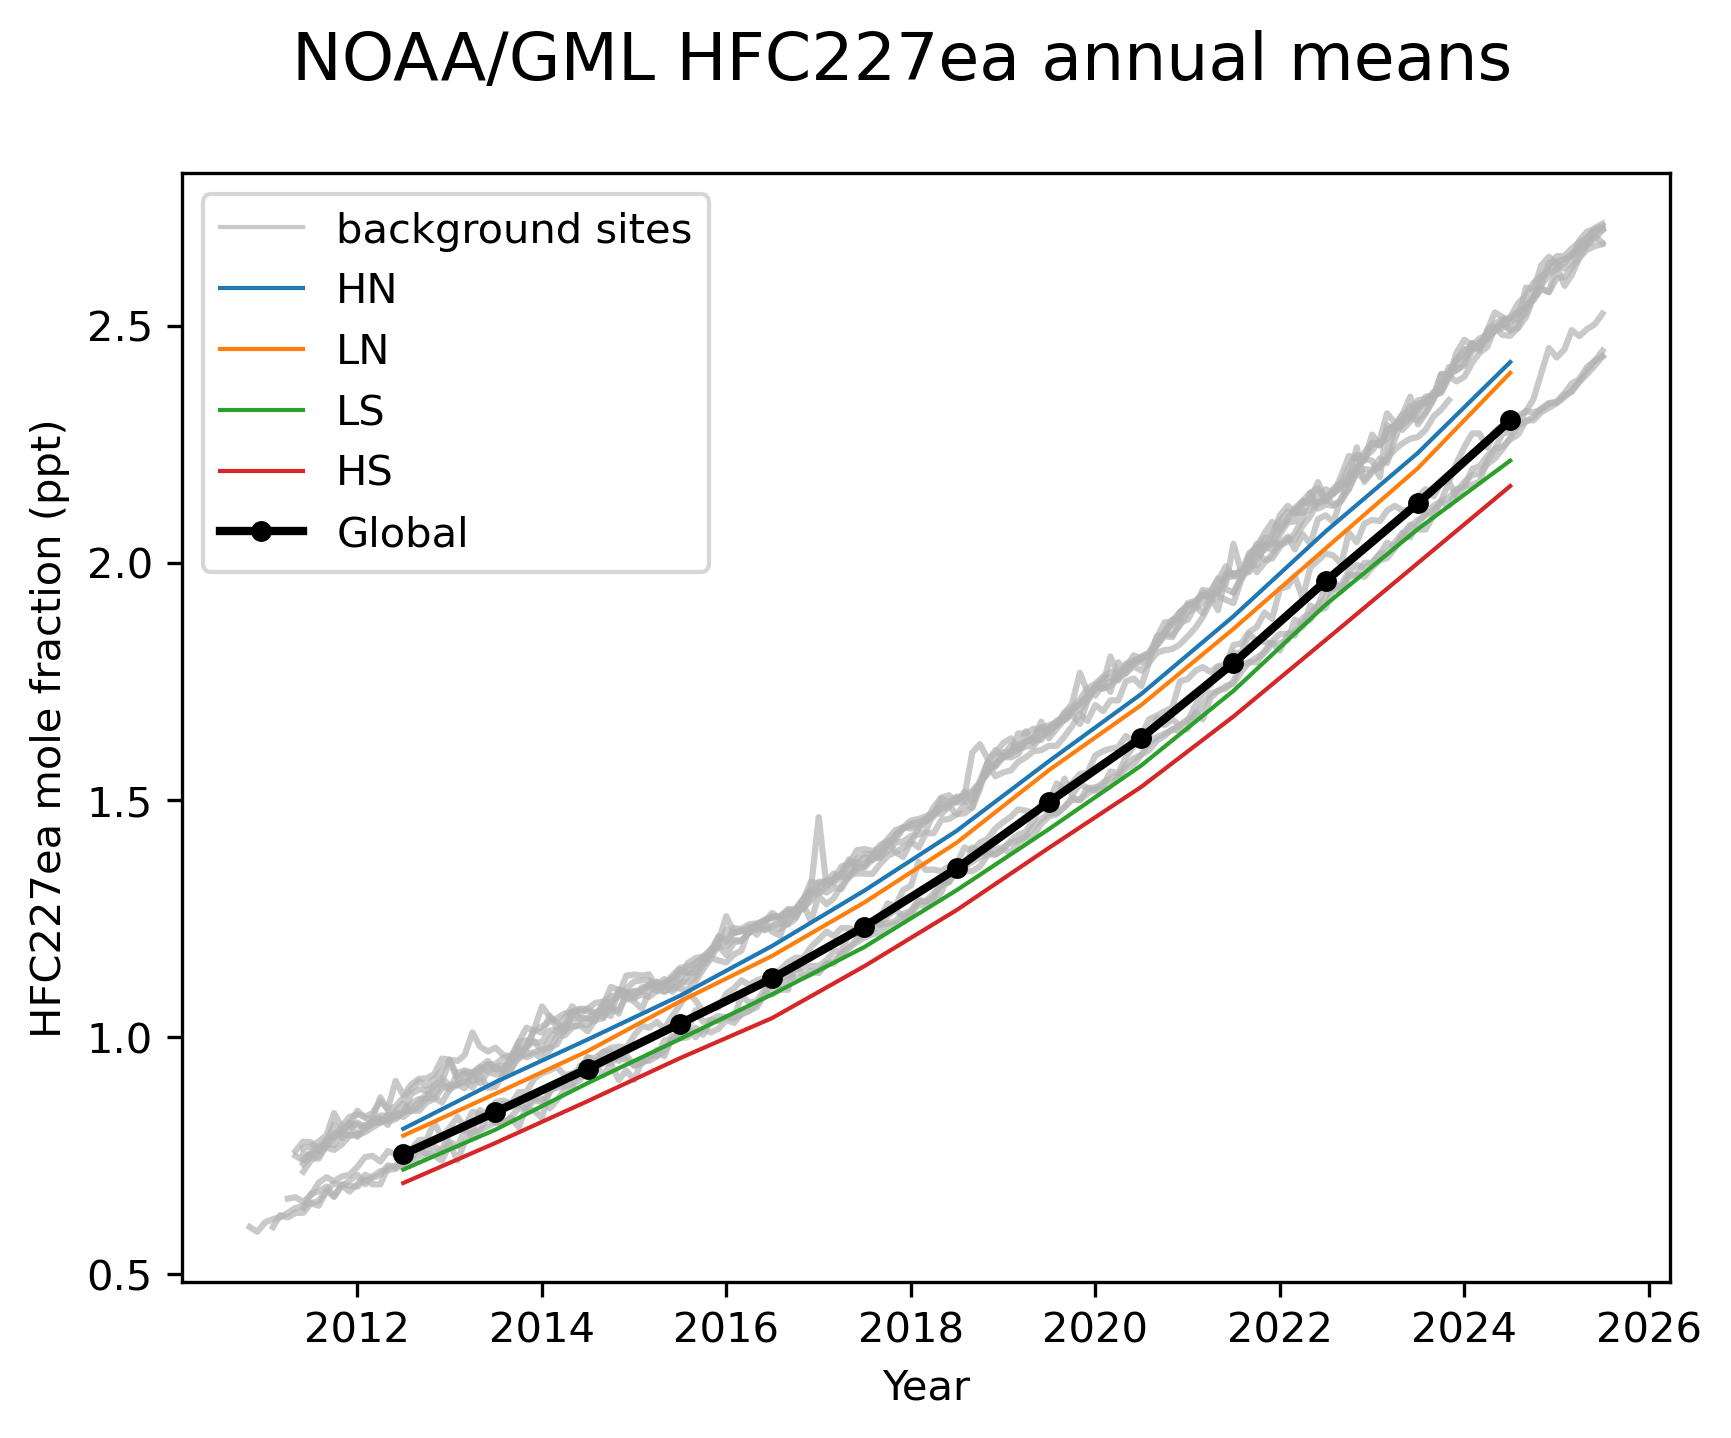 NOAA/GML HFC227ea annual means
background sites
HN
LN
LS
HS
Global
HFC227ea mole fraction (ppt)
2.5
2.0
1.5
1.0
0.5
2012 2014 2016 2018 2020 2022 2024 2026
Year